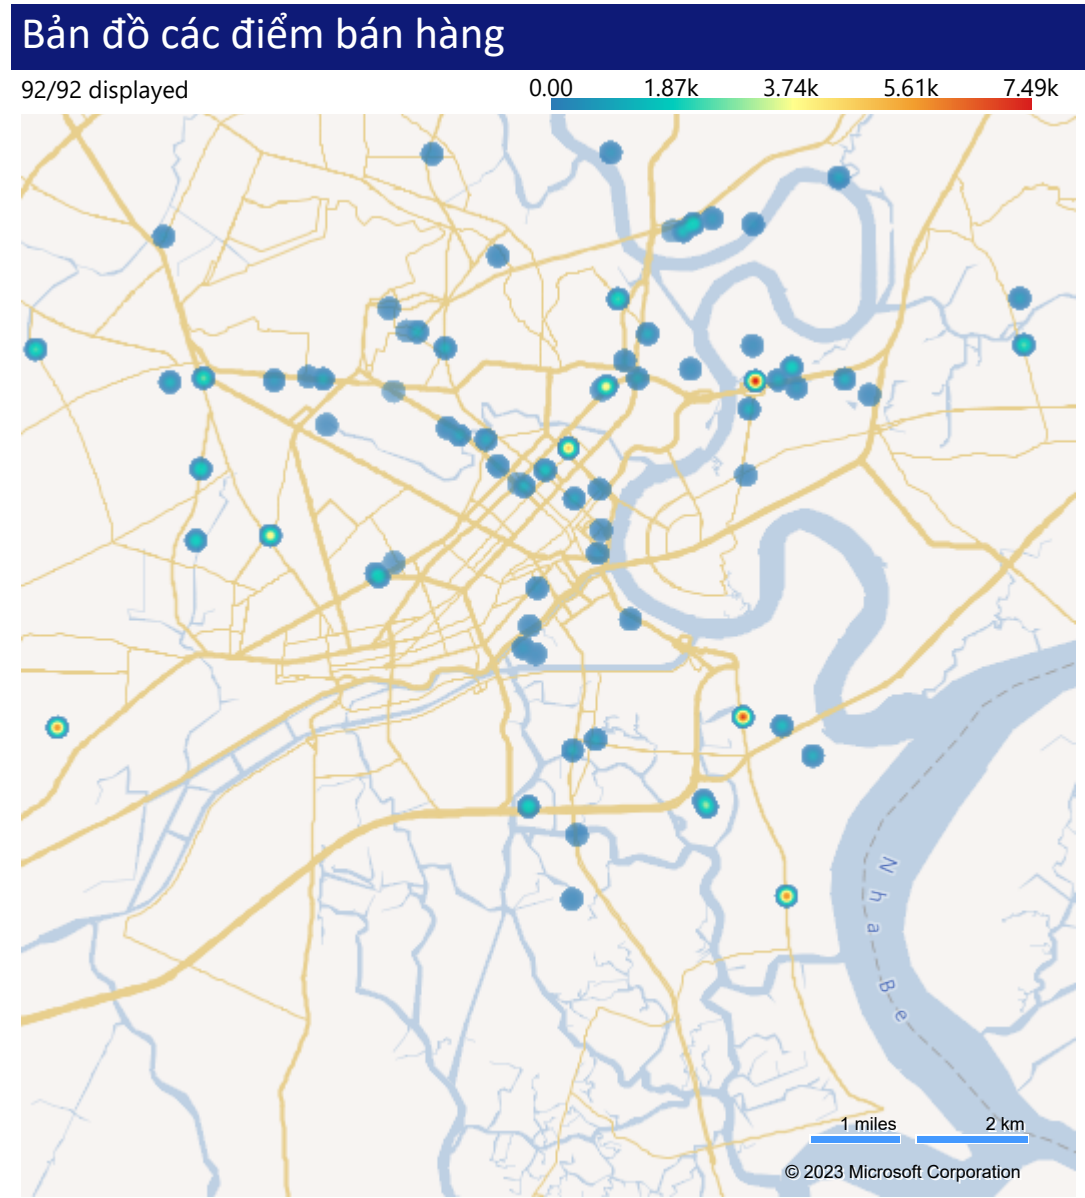 Bản đồ các điểm bán hàng
92/92 displayed
0.00 1.87k 3.74k 5.61k 7.49k
Nha Be
1 miles 2 km
© 2023 Microsoft Corporation